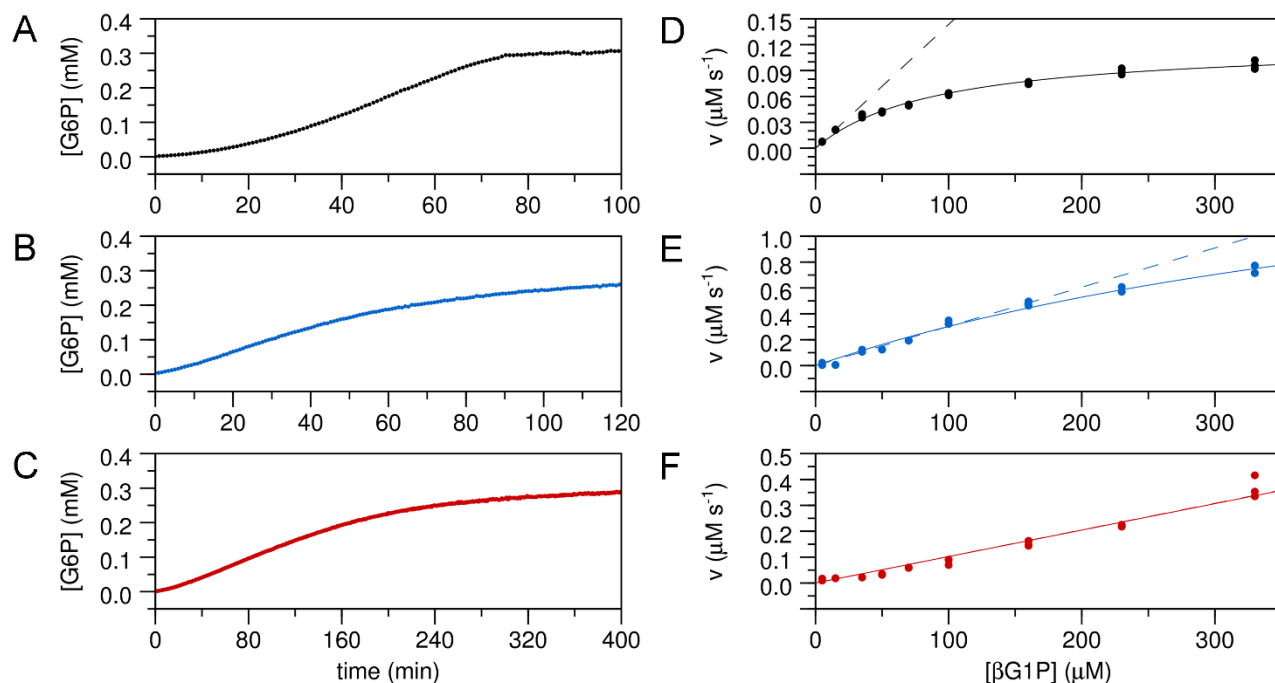 A
[G6P] (mM)
0.4
0.3
0.2
0.1
0.0
0 20 40 60 80 100
B
[G6P] (mM)
0.4
0.3
0.2
0.1
0.0
0 20 40 60 80 100 120
C
[G6P] (mM)
0.4
0.3
0.2
0.1
0.0
0 80 160 240 320 400
time (min)
D
v (μM s⁻¹)
0.15
0.12
0.09
0.06
0.03
0.00
0 100 200 300
E
v (μM s⁻¹)
1.0
0.8
0.6
0.4
0.2
0.0
0 100 200 300
F
v (μM s⁻¹)
0.5
0.4
0.3
0.2
0.1
0.0
0 100 200 300
[βG1P] (μM)